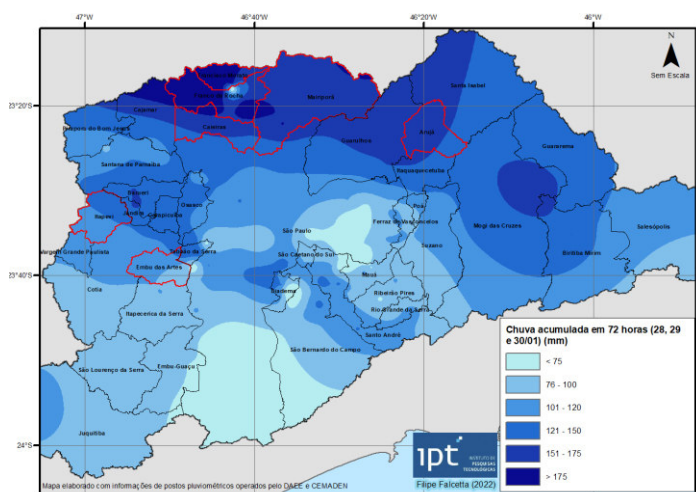 47°W
46°40'W
46°20'W
46°W
N
Sem Escala
Franco da Rocha
Mairiporã
Santa Isabel
23°20'S
Cajamar
Caieiras
Guarulhos
Arujá
Guararema
Pirapora do Bom Jesus
Santana de Parnaíba
Itaquaquecetuba
Barueri
Osasco
Itapevi
Jandira
Carapicuíba
Poá
São Paulo
Ferraz de Vasconcelos
Mogi das Cruzes
Salesópolis
Vargem Grande Paulista
Taboão da Serra
São Caetano do Sul
Suzano
Biritiba Mirim
23°40'S
Embu das Artes
Mauá
Cotia
Diadema
Ribeirão Pires
Itapecerica da Serra
Rio Grande da Serra
Santo André
São Bernardo do Campo
São Lourenço da Serra
Embu-Guaçu
Juquitiba
24°S
Chuva acumulada em 72 horas (28, 29
e 30/01) (mm)
< 75
76 - 100
101 - 120
121 - 150
151 - 175
> 175
ipt
INSTITUTO DE
PESQUISAS
TECNOLÓGICAS
Mapa elaborado com informações de postos pluviométricos operados pelo DAEE e CEMADEN
Filipe Falcetta (2022)